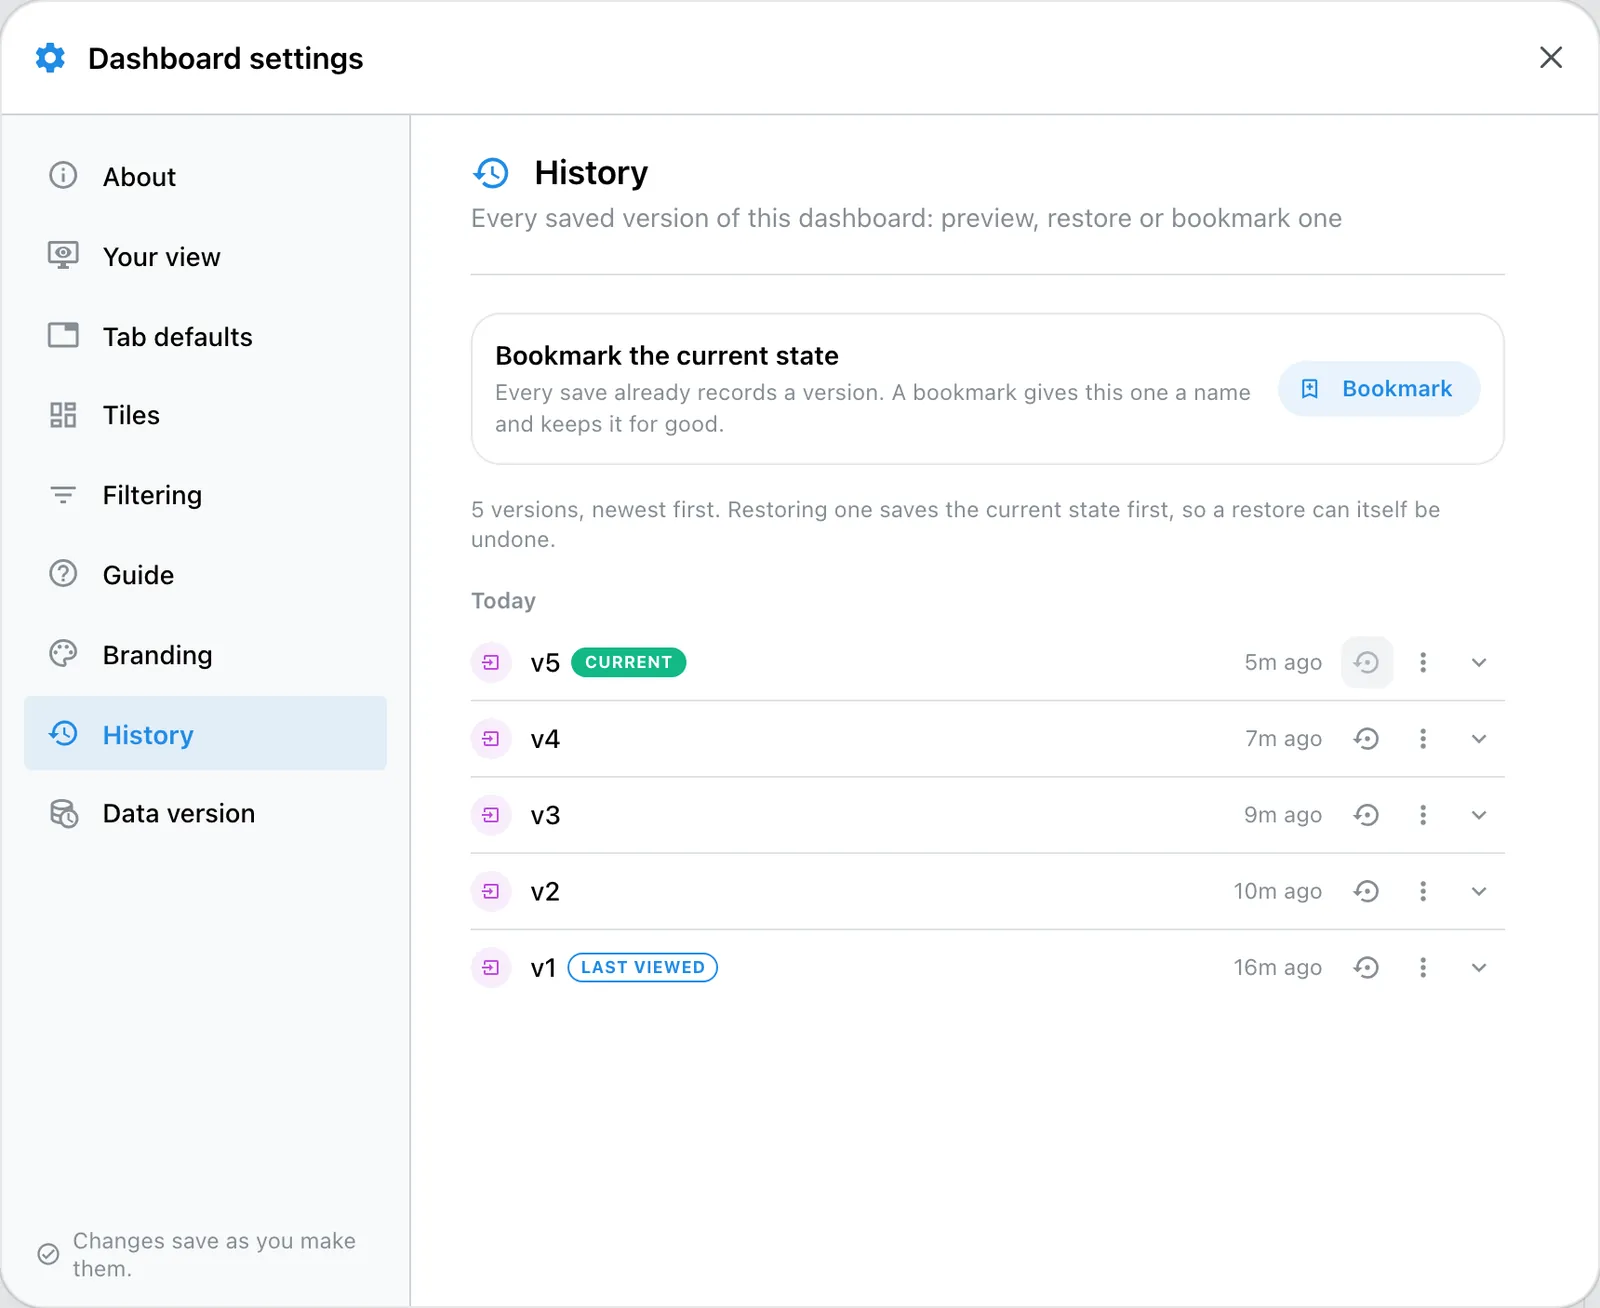 Dashboard settings
About
Your view
Tab defaults
Tiles
Filtering
Guide
Branding
History
Data version
Changes save as you make
them.
History
Every saved version of this dashboard: preview, restore or bookmark one
Bookmark the current state
Every save already records a version. A bookmark gives this one a name
and keeps it for good.
Bookmark
5 versions, newest first. Restoring one saves the current state first, so a restore can itself be
undone.
Today
v5 CURRENT 5m ago
v4 7m ago
v3 9m ago
v2 10m ago
v1 LAST VIEWED 16m ago